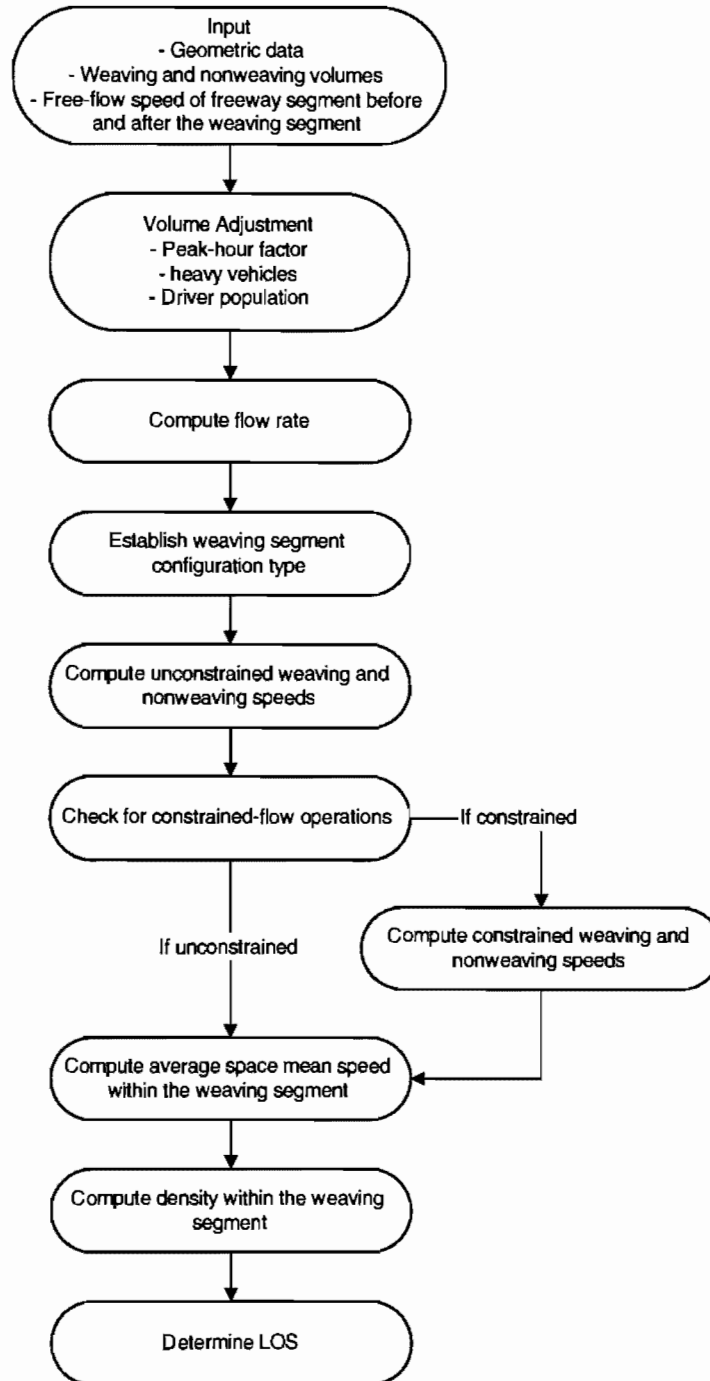 Input
- Geometric data
- Weaving and nonweaving volumes
- Free-flow speed of freeway segment before
and after the weaving segment
Volume Adjustment
- Peak-hour factor
- heavy vehicles
- Driver population
Compute flow rate
Establish weaving segment
configuration type
Compute unconstrained weaving and
nonweaving speeds
Check for constrained-flow operations
If constrained
Compute constrained weaving and
nonweaving speeds
If unconstrained
Compute average space mean speed
within the weaving segment
Compute density within the weaving
segment
Determine LOS